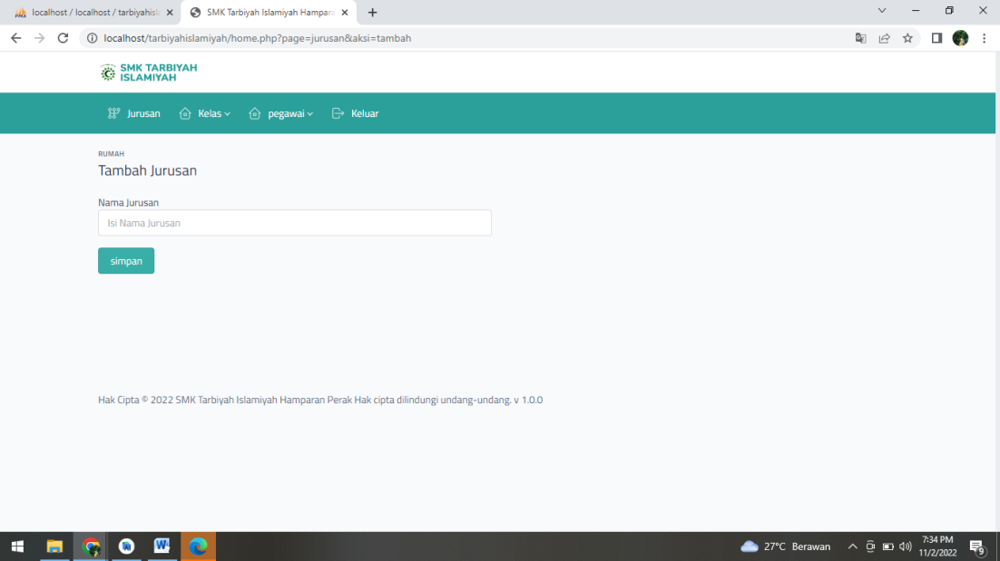 localhost / localhost / tarbiyahisl
SMK Tarbiyah Islamiyah Hampara
localhost/tarbiyahislamiyah/home.php?page=jurusan&aksi=tambah
SMK TARBIYAH
ISLAMIYAH
Jurusan Kelas pegawai Keluar
RUMAH
Tambah Jurusan
Nama Jurusan
Isi Nama Jurusan
simpan
Hak Cipta © 2022 SMK Tarbiyah Islamiyah Hamparan Perak Hak cipta dilindungi undang-undang. v 1.0.0
27°C Berawan
7:34 PM
11/2/2022
9